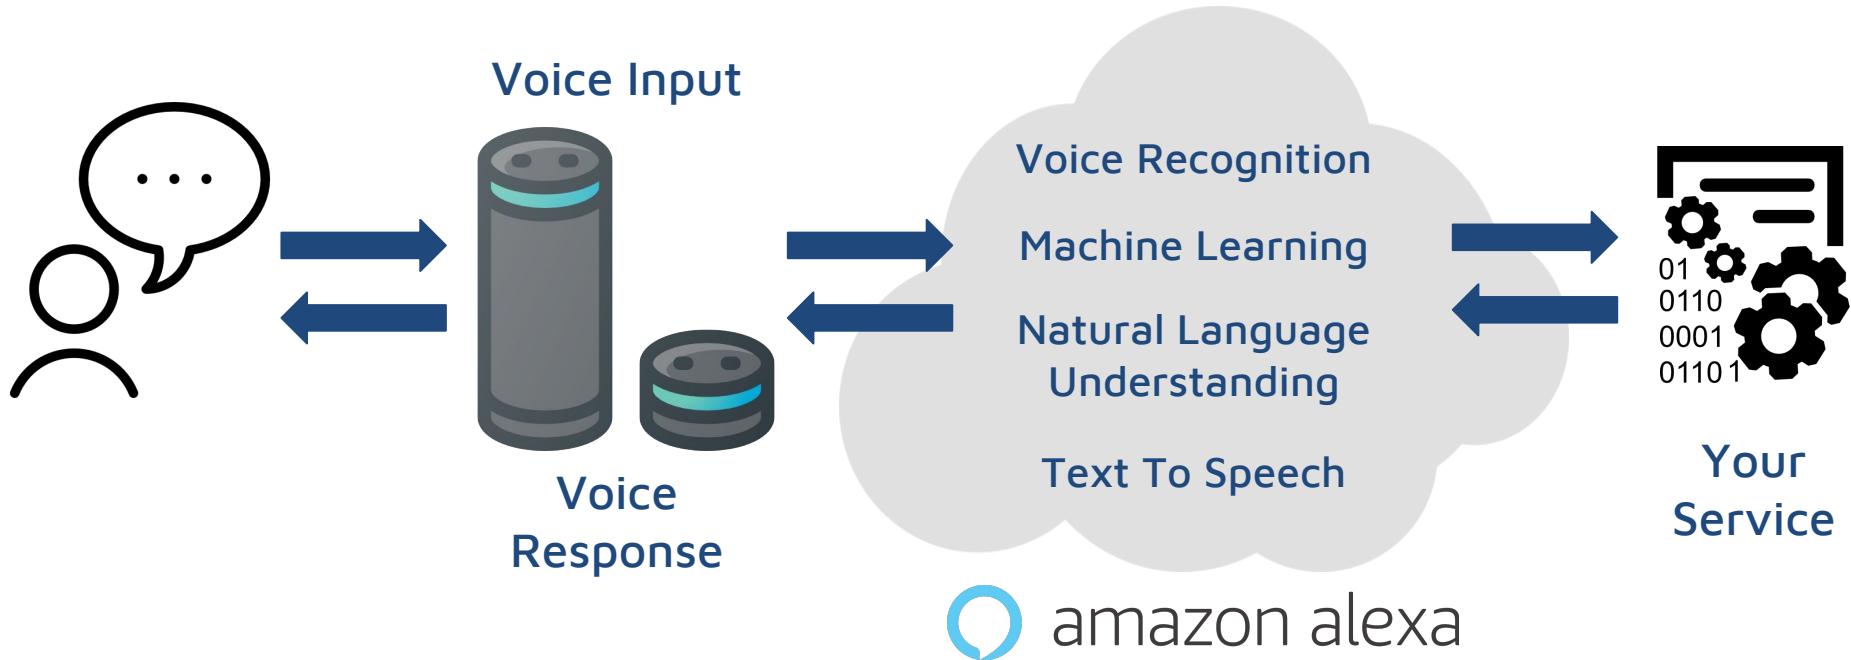 Voice Input
Voice
Response
Voice Recognition
Machine Learning
Natural Language
Understanding
Text To Speech
amazon alexa
01
0110
0001
0110 1
Your
Service